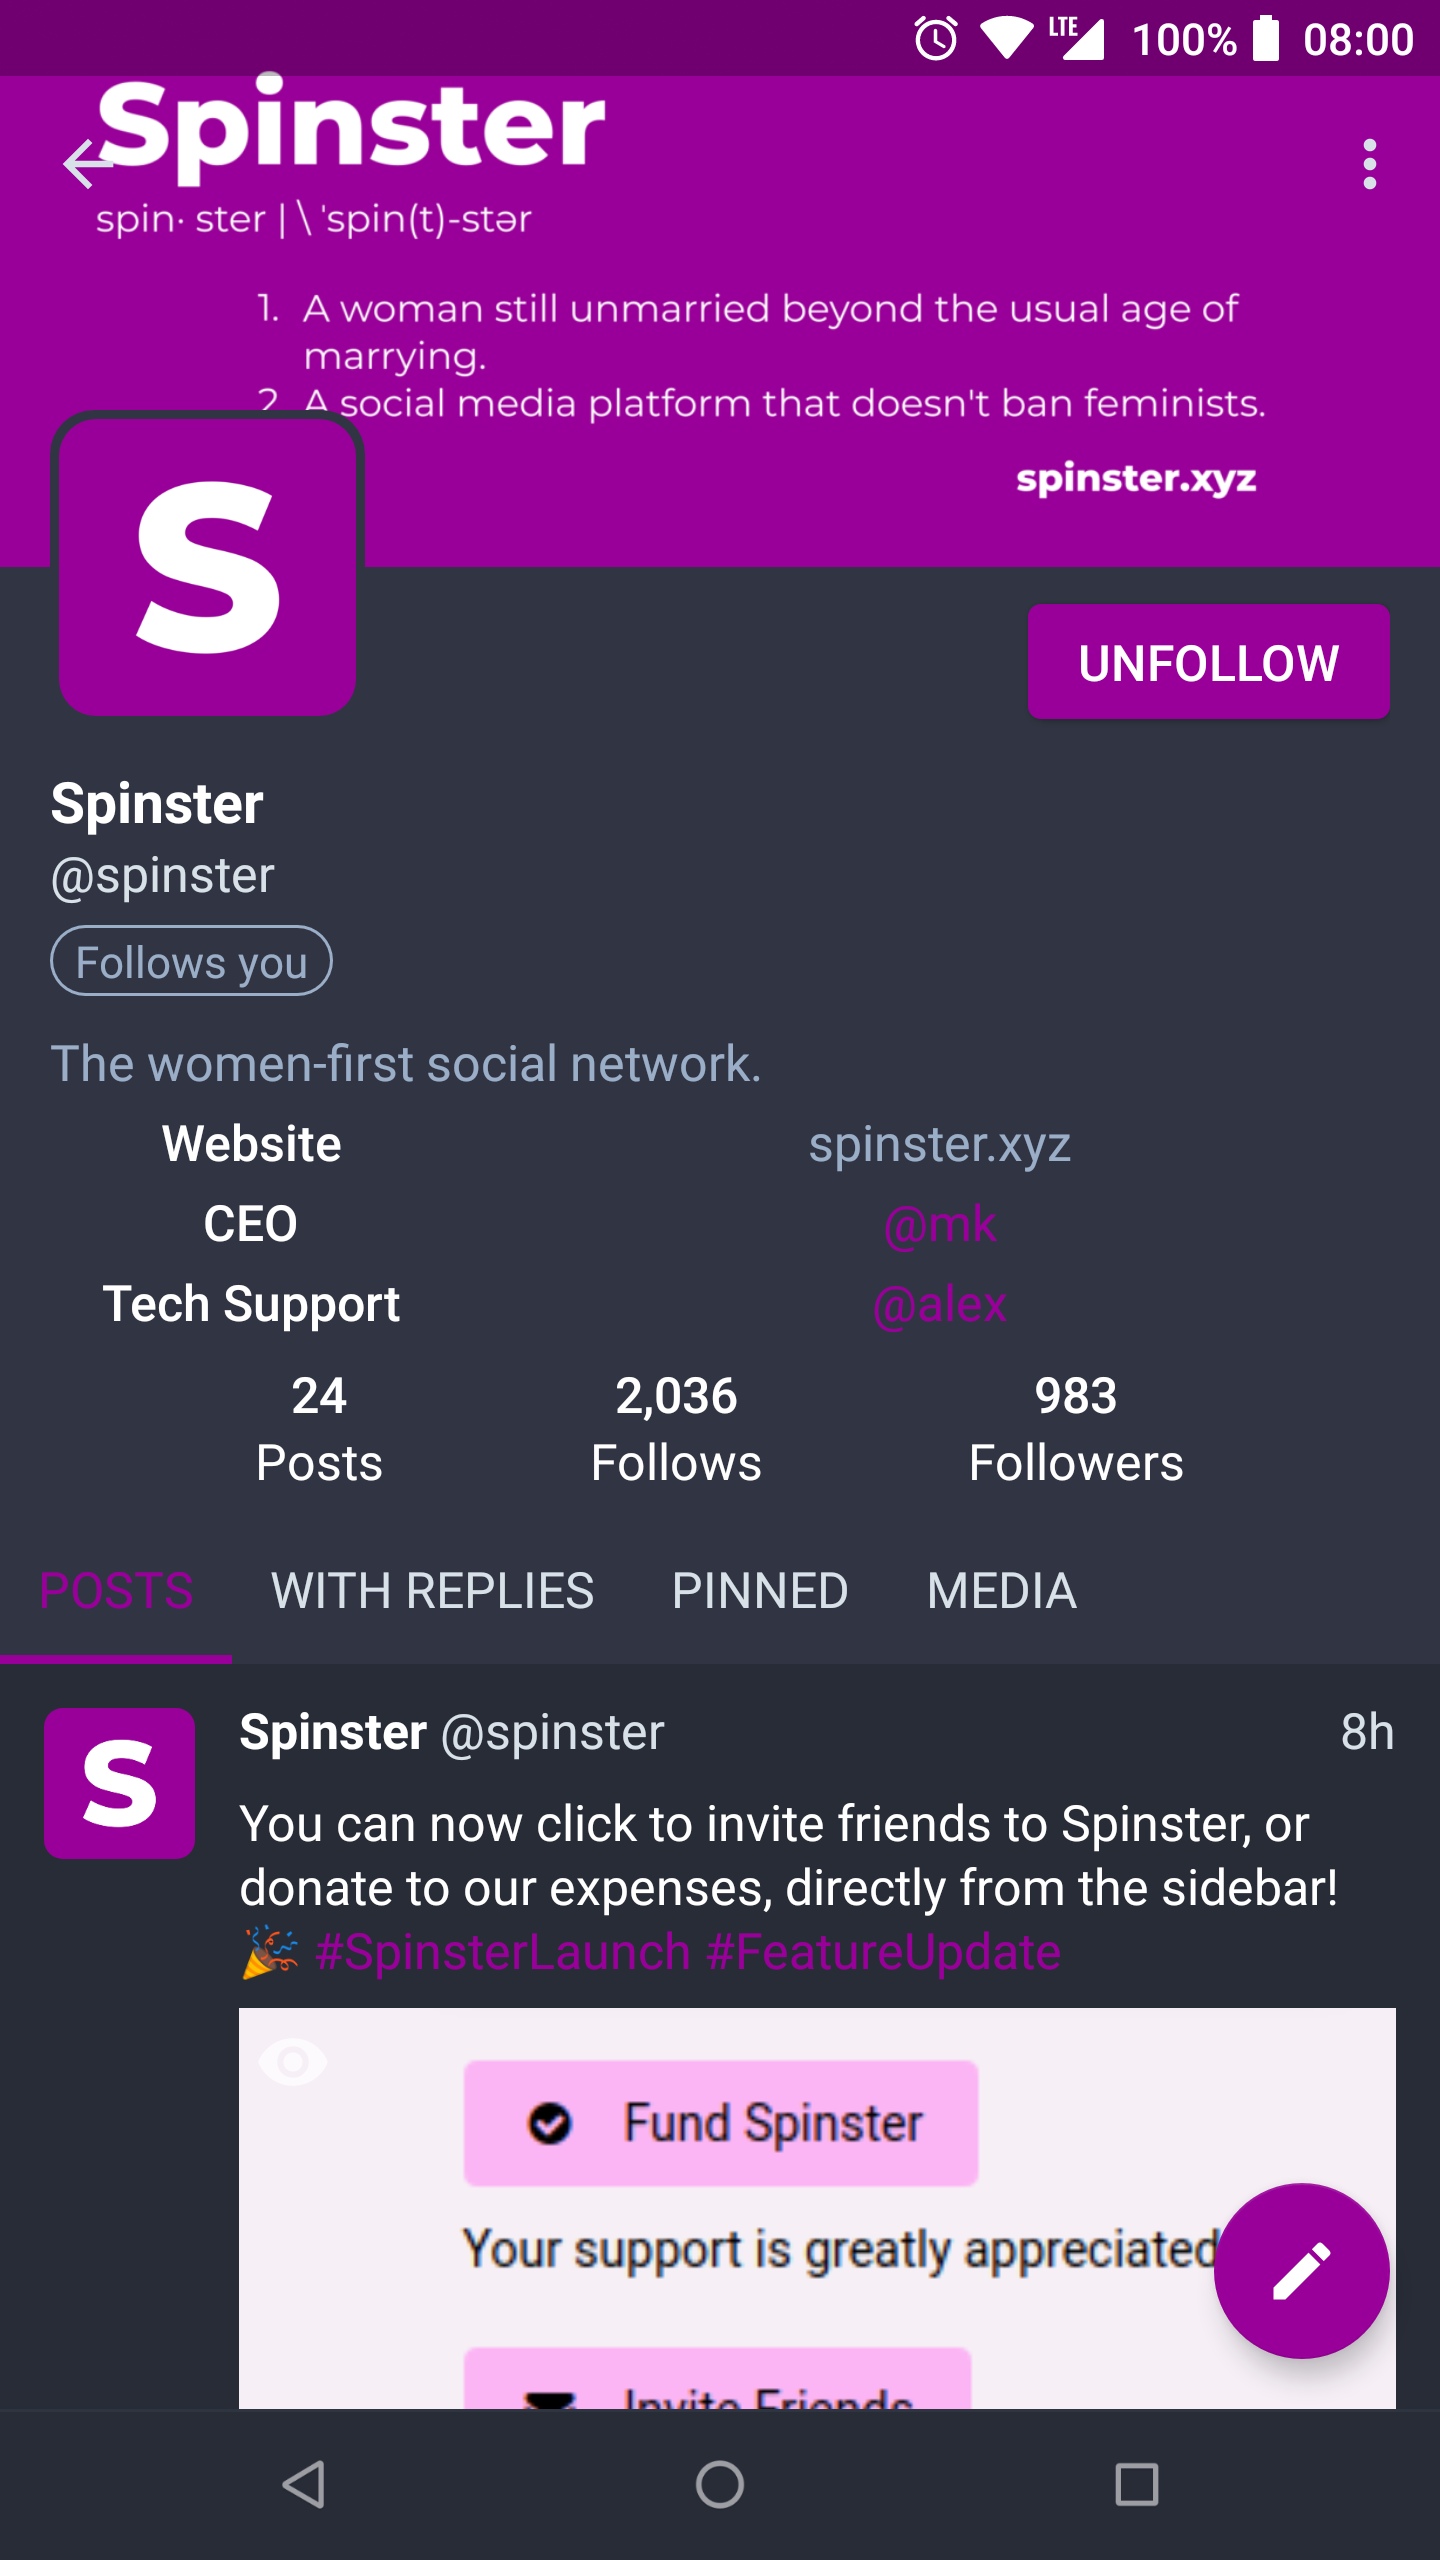 LTE 100% 08:00
Spinster
spin· ster | \ ˈspin(t)-stər
1. A woman still unmarried beyond the usual age of
marrying.
2. A social media platform that doesn't ban feminists.
spinster.xyz
S
UNFOLLOW
Spinster
@spinster
Follows you
The women-first social network.
Website spinster.xyz
CEO @mk
Tech Support @alex
24 2,036 983
Posts Follows Followers
POSTS WITH REPLIES PINNED MEDIA
S
Spinster @spinster 8h
You can now click to invite friends to Spinster, or
donate to our expenses, directly from the sidebar!
🎉 #SpinsterLaunch #FeatureUpdate
Fund Spinster
Your support is greatly appreciated
Invite Friends